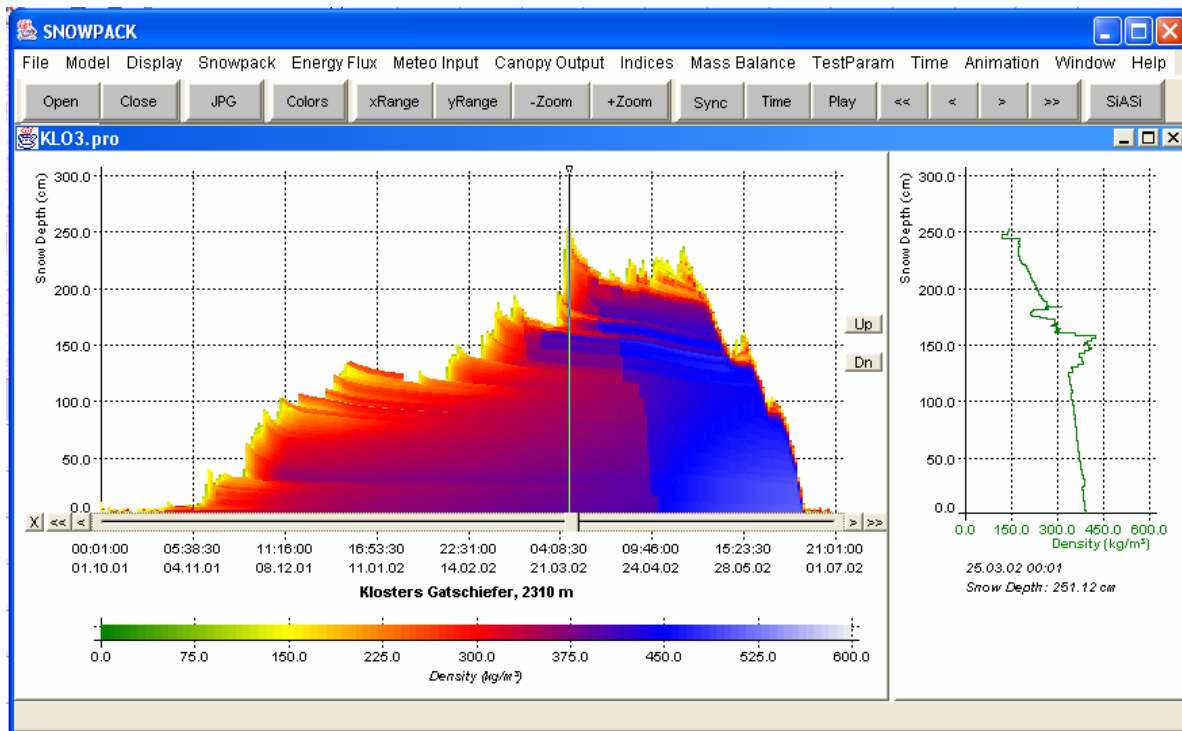 SNOWPACK
File Model Display Snowpack Energy Flux Meteo Input Canopy Output Indices Mass Balance TestParam Time Animation Window Help
Open Close JPG Colors xRange yRange -Zoom +Zoom Sync Time Play << < > >> SiASi
KLO3.pro
Snow Depth (cm)
300.0
250.0
200.0
150.0
100.0
50.0
0.0
Up
Dn
X << < > >>
00:01:00 05:38:30 11:16:00 16:53:30 22:31:00 04:08:30 09:46:00 15:23:30 21:01:00
01.10.01 04.11.01 08.12.01 11.01.02 14.02.02 21.03.02 24.04.02 28.05.02 01.07.02
Klosters Gatschiefer, 2310 m
0.0 75.0 150.0 225.0 300.0 375.0 450.0 525.0 600.0
Density (kg/m³)
Snow Depth (cm)
300.0
250.0
200.0
150.0
100.0
50.0
0.0
0.0 150.0 300.0 450.0 600.0
Density (kg/m³)
25.03.02 00:01
Snow Depth: 251.12 cm